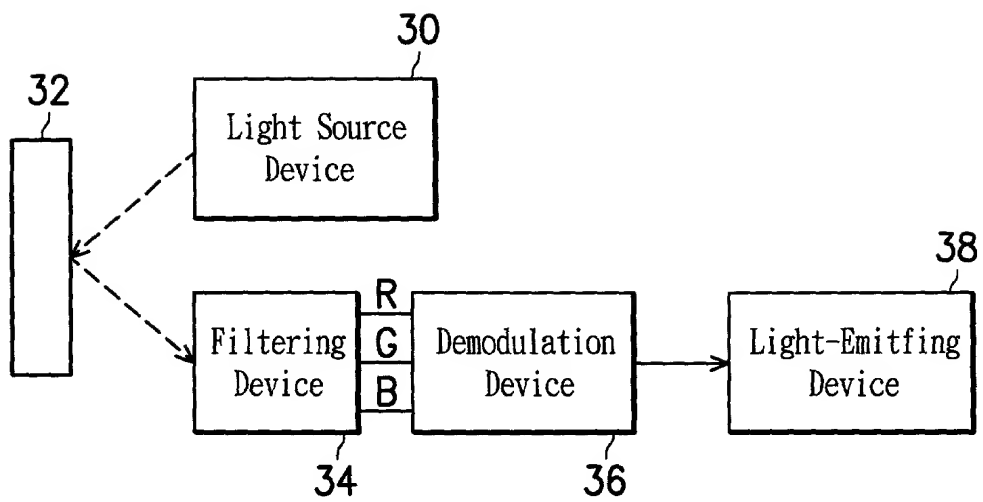 30
32
Light Source
Device
38
R
G
B
Filtering
Device
Demodulation
Device
Light-Emitfing
Device
34
36